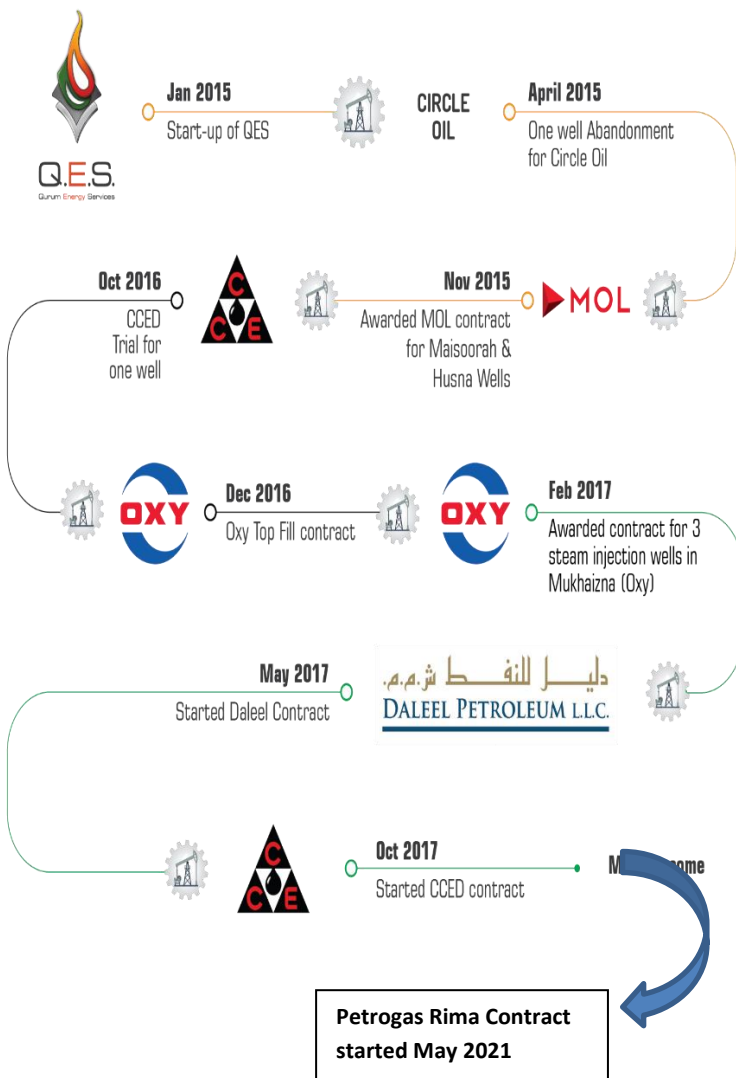 Q.E.S.
Qurum Energy Services
Jan 2015
Start-up of QES
CIRCLE
OIL
April 2015
One well Abandonment
for Circle Oil
Oct 2016
CCED
Trial for
one well
C
C E
Nov 2015
Awarded MOL contract
for Maisoorah &
Husna Wells
MOL
OXY
Dec 2016
Oxy Top Fill contract
OXY
Feb 2017
Awarded contract for 3
steam injection wells in
Mukhaizna (Oxy)
May 2017
Started Daleel Contract
دليل للنفط ش.م.م.
DALEEL PETROLEUM L.L.C.
C
C E
Oct 2017
Started CCED contract
Petrogas Rima Contract
started May 2021